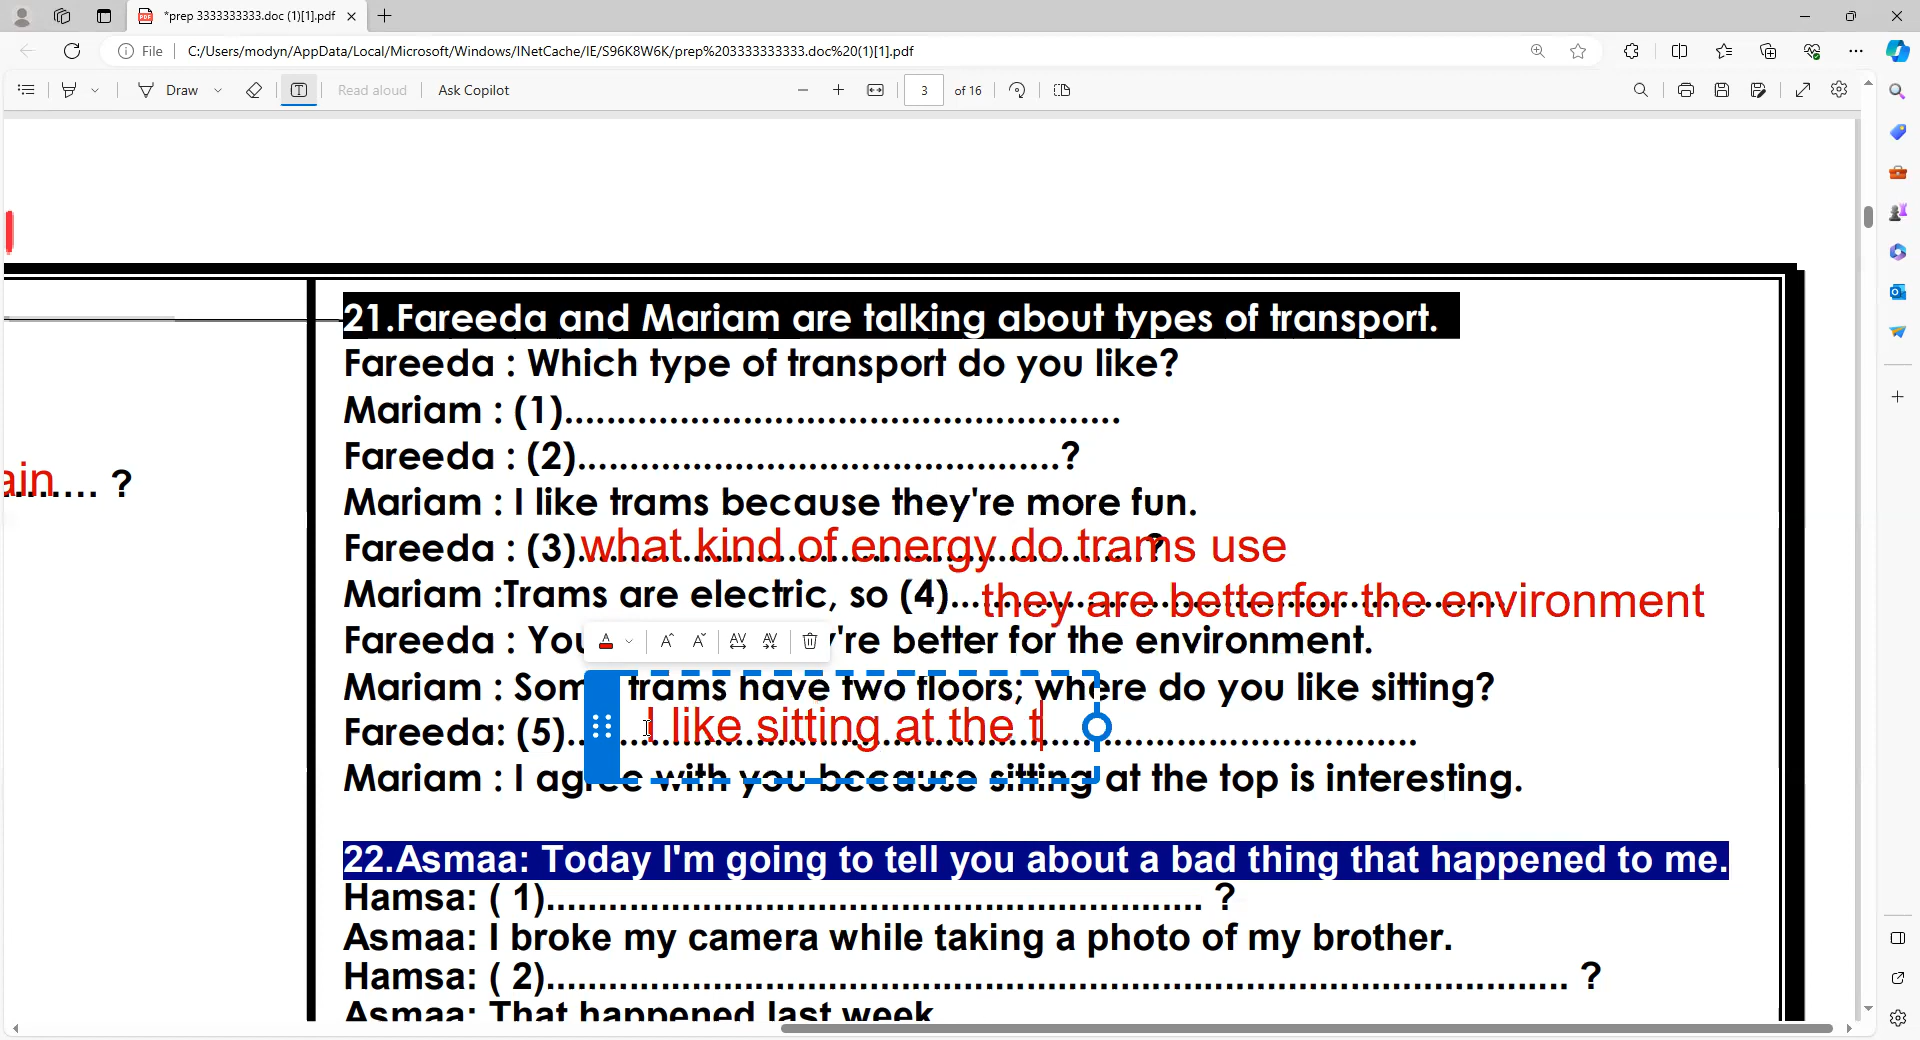 *prep 3333333333.doc (1)[1].pdf
File C:/Users/modyn/AppData/Local/Microsoft/Windows/INetCache/IE/S96K8W6K/prep%203333333333.doc%20(1)[1].pdf
Draw Read aloud Ask Copilot 3 of 16
21.Fareeda and Mariam are talking about types of transport.
Fareeda : Which type of transport do you like?
Mariam : (1)......................................................
Fareeda : (2)..............................................?
ain........ ?
Mariam : I like trams because they're more fun.
Fareeda : (3).what kind of energy do trams use ?
Mariam :Trams are electric, so (4)...they are betterfor the environment
Fareeda : You 're better for the environment.
Mariam : Some trams have two floors; where do you like sitting?
Fareeda: (5)..I like sitting at the t....................................
Mariam : I agree with you because sitting at the top is interesting.
22.Asmaa: Today I'm going to tell you about a bad thing that happened to me.
Hamsa: ( 1)............................................................... ?
Asmaa: I broke my camera while taking a photo of my brother.
Hamsa: ( 2).................................................................................................. ?
Asmaa: That happened last week